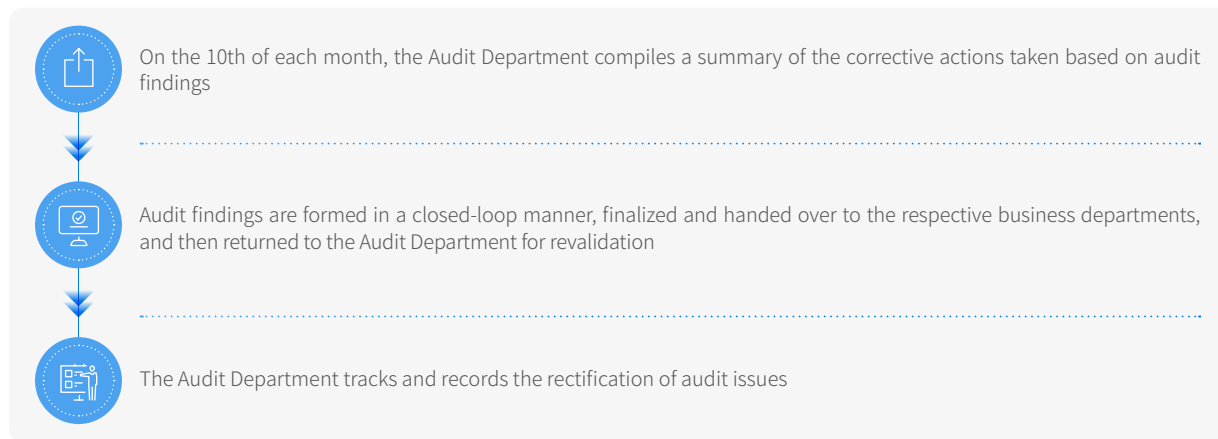 On the 10th of each month, the Audit Department compiles a summary of the corrective actions taken based on audit
findings
Audit findings are formed in a closed-loop manner, finalized and handed over to the respective business departments,
and then returned to the Audit Department for revalidation
The Audit Department tracks and records the rectification of audit issues